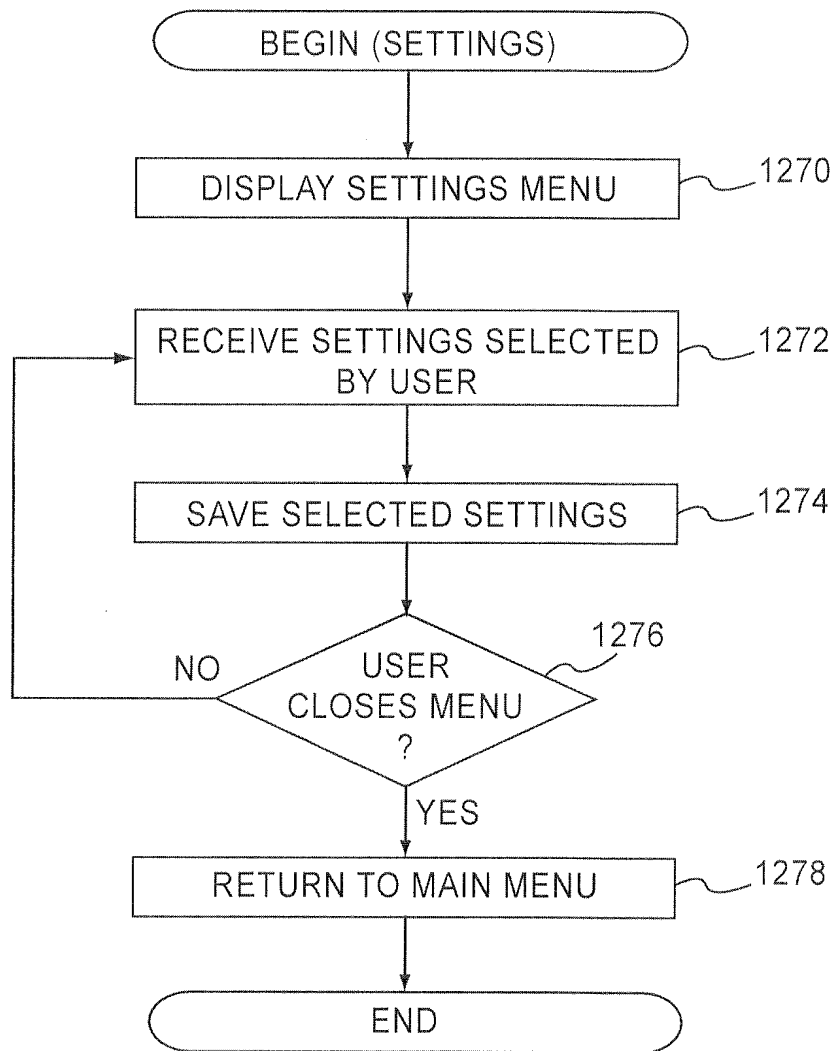 BEGIN (SETTINGS)
DISPLAY SETTINGS MENU
1270
RECEIVE SETTINGS SELECTED
BY USER
1272
SAVE SELECTED SETTINGS
1274
USER
CLOSES MENU
?
1276
NO
YES
RETURN TO MAIN MENU
1278
END